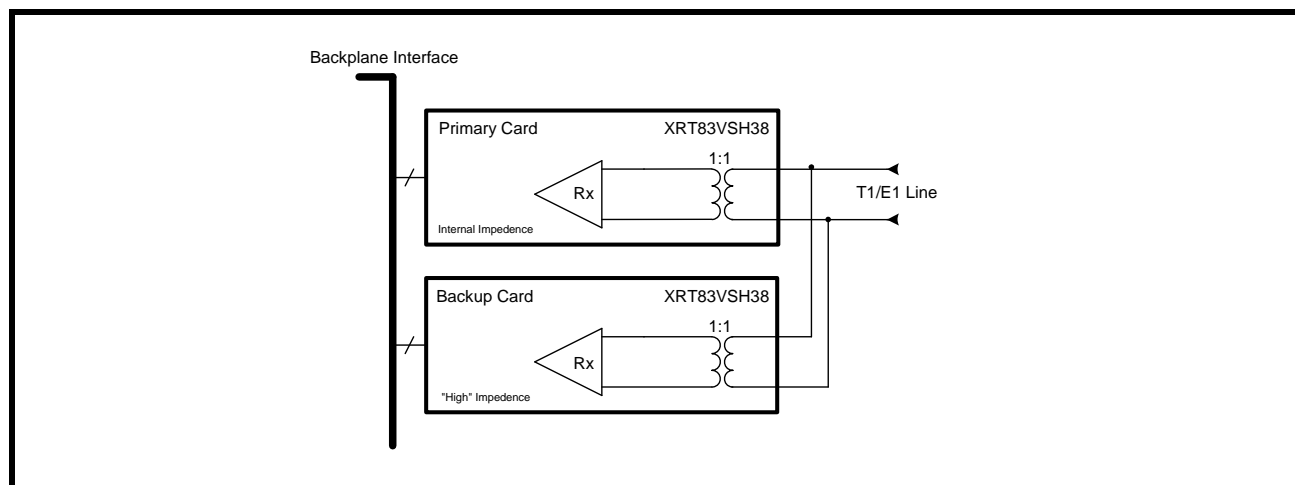 Backplane Interface
Primary Card XRT83VSH38
1:1
Rx
T1/E1 Line
Internal Impedence
Backup Card XRT83VSH38
1:1
Rx
"High" Impedence